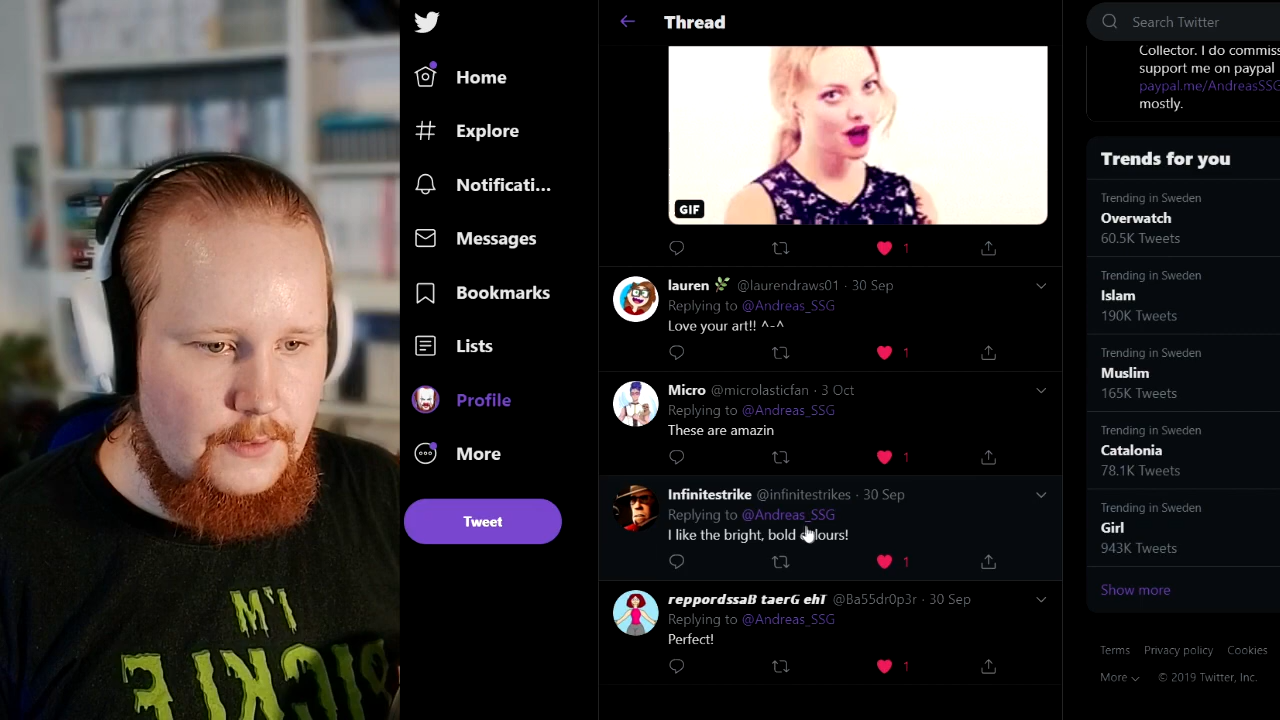 Home
Explore
Notificati...
Messages
Bookmarks
Lists
Profile
More
Tweet
Thread
GIF
1
lauren @laurendraws01 · 30 Sep
Replying to @Andreas_SSG
Love your art!! ^-^
1
Micro @microlasticfan · 3 Oct
Replying to @Andreas_SSG
These are amazin
1
Infinitestrike @infinitestrikes · 30 Sep
Replying to @Andreas_SSG
I like the bright, bold colours!
1
reppordssaB taerG ehT @Ba55dr0p3r · 30 Sep
Replying to @Andreas_SSG
Perfect!
1
Search Twitter
Collector. I do commiss
support me on paypal
paypal.me/AndreasSSG
mostly.
Trends for you
Trending in Sweden
Overwatch
60.5K Tweets
Trending in Sweden
Islam
190K Tweets
Trending in Sweden
Muslim
165K Tweets
Trending in Sweden
Catalonia
78.1K Tweets
Trending in Sweden
Girl
943K Tweets
Show more
Terms Privacy policy Cookies
More © 2019 Twitter, Inc.
I'M